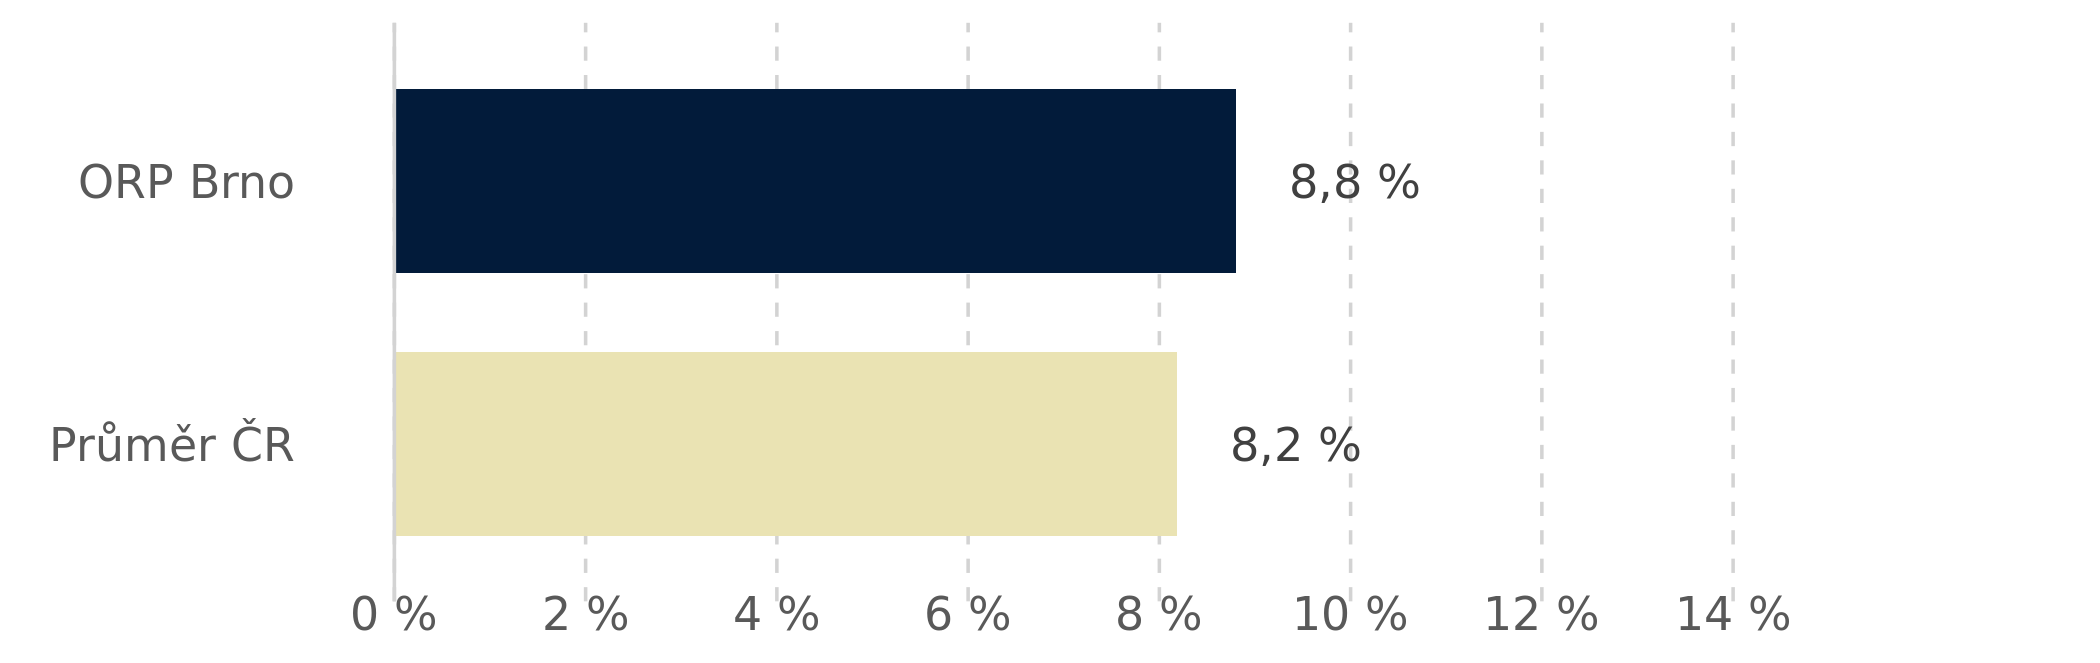 ORP Brno 8,8 %
Průměr ČR 8,2 %
0 % 2 % 4 % 6 % 8 % 10 % 12 % 14 %